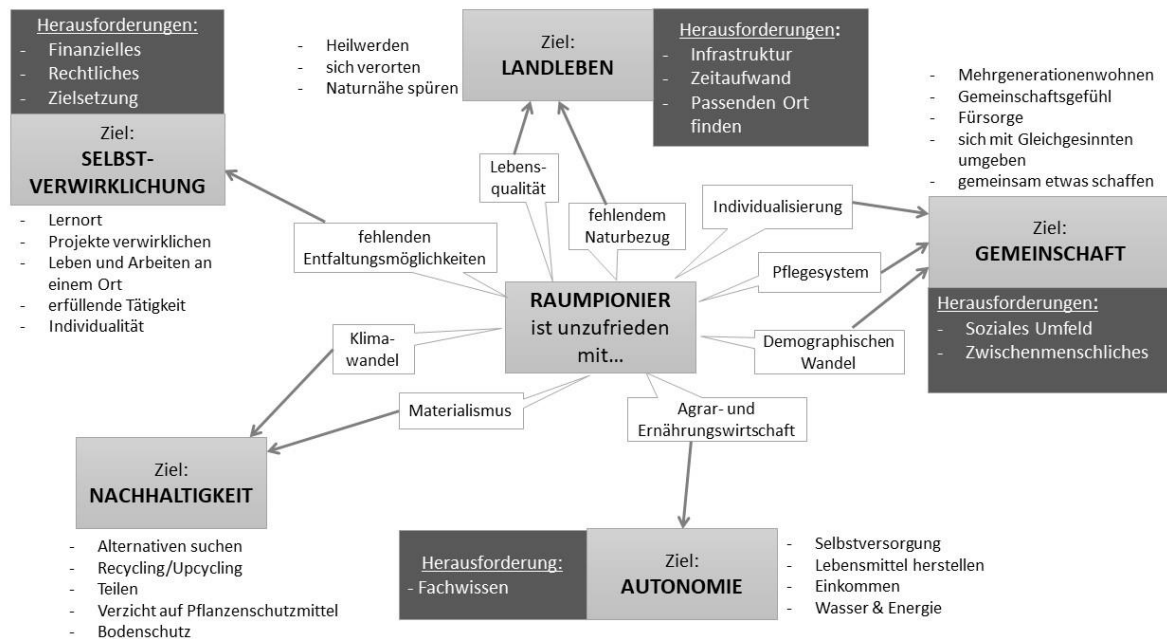 Herausforderungen:
- Finanzielles
- Rechtliches
- Zielsetzung
Ziel:
SELBST-
VERWIRKLICHUNG
- Lernort
- Projekte verwirklichen
- Leben und Arbeiten an
einem Ort
- erfüllende Tätigkeit
- Individualität
- Heilwerden
- sich verorten
- Naturnähe spüren
Ziel:
LANDLEBEN
Herausforderungen:
- Infrastruktur
- Zeitaufwand
- Passenden Ort
finden
- Mehrgenerationenwohnen
- Gemeinschaftsgefühl
- Fürsorge
- sich mit Gleichgesinnten
umgeben
- gemeinsam etwas schaffen
Ziel:
GEMEINSCHAFT
Herausforderungen:
- Soziales Umfeld
- Zwischenmenschliches
Lebens-
qualität
fehlendem
Naturbezug
Individualisierung
fehlenden
Entfaltungsmöglichkeiten
Pflegesystem
RAUMPIONIER
ist unzufrieden
mit...
Klima-
wandel
Demographischen
Wandel
Materialismus
Agrar- und
Ernährungswirtschaft
Ziel:
NACHHALTIGKEIT
- Alternativen suchen
- Recycling/Upcycling
- Teilen
- Verzicht auf Pflanzenschutzmittel
- Bodenschutz
Herausforderung:
- Fachwissen
Ziel:
AUTONOMIE
- Selbstversorgung
- Lebensmittel herstellen
- Einkommen
- Wasser & Energie